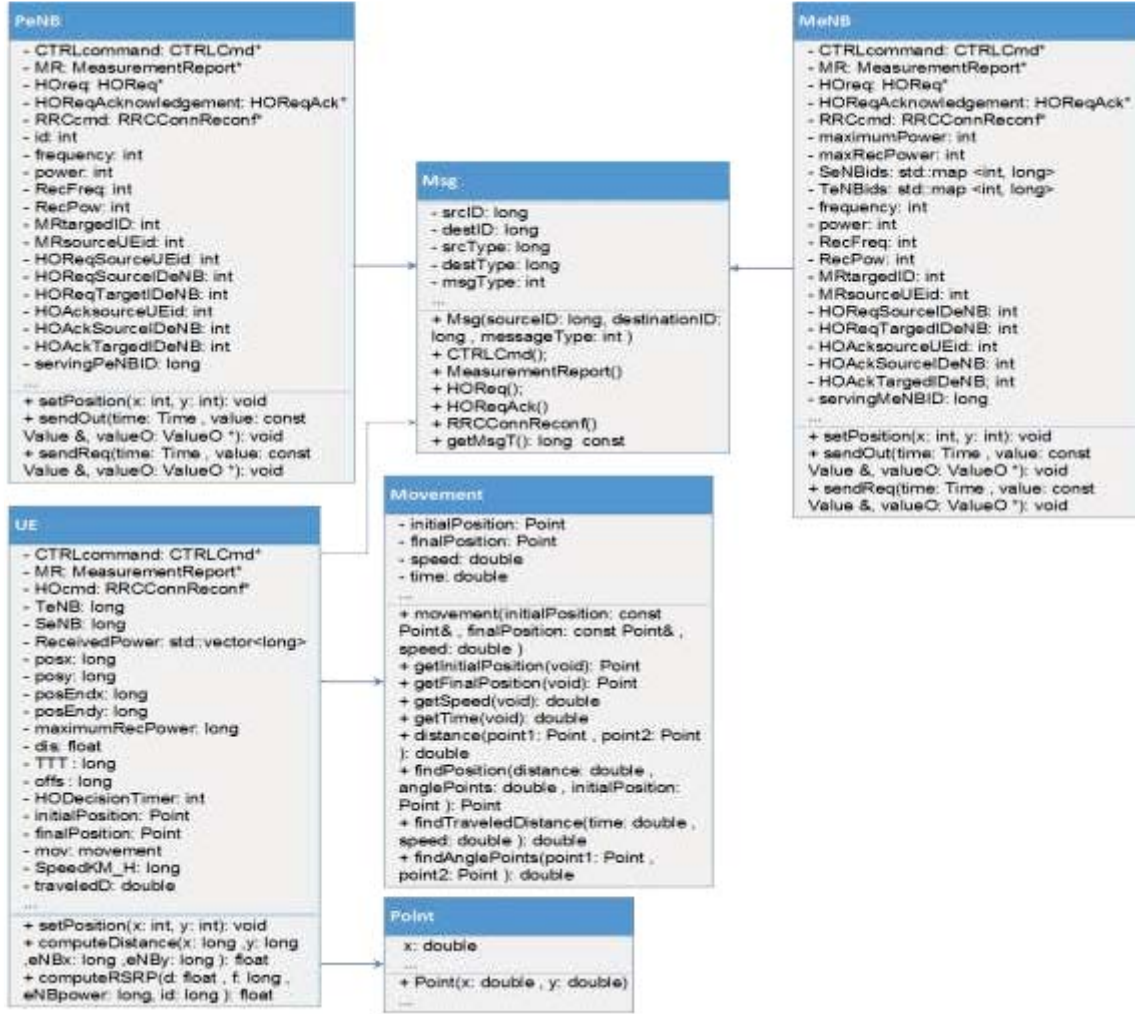 PeNB
- CTRLcommand: CTRLCmd*
- MR: MeasurementReport*
- HOreq: HOReq*
- HOReqAcknowledgement: HOReqAck*
- RRCcmd: RRCConnReconf*
- id: int
- frequency: int
- power: int
- RecFreq: int
- RecPow: int
- MRtargedID: int
- MRsourceUEid: int
- HOReqSourceUEid: int
- HOReqSourceIDeNB: int
- HOReqTargetIDeNB: int
- HOAcksourceUEid: int
- HOAckSourceIDeNB: int
- HOAckTargedIDeNB: int
- servingPeNBID: long
...
+ setPosition(x: int, y: int): void
+ sendOut(time: Time , value: const
Value &, valueO: ValueO *): void
+ sendReq(time: Time , value: const
Value &, valueO: ValueO *): void
Msg
- srcID: long
- destID: long
- srcType: long
- destType: long
- msgType: int
...
+ Msg(sourceID: long, destinationID:
long , messageType: int )
+ CTRLCmd();
+ MeasurementReport()
+ HOReq();
+ HOReqAck()
+ RRCConnReconf()
+ getMsgT(): long const
MeNB
- CTRLcommand: CTRLCmd*
- MR: MeasurementReport*
- HOreq: HOReq*
- HOReqAcknowledgement: HOReqAck*
- RRCcmd: RRCConnReconf*
- maximumPower: int
- maxRecPower: int
- SeNBids: std::map <int, long>
- TeNBids: std::map <int, long>
- frequency: int
- power: int
- RecFreq: int
- RecPow: int
- MRtargedID: int
- MRsourceUEid: int
- HOReqSourceIDeNB: int
- HOReqTargedIDeNB: int
- HOAcksourceUEid: int
- HOAckSourceIDeNB: int
- HOAckTargedIDeNB: int
- servingMeNBID: long
...
+ setPosition(x: int, y: int): void
+ sendOut(time: Time , value: const
Value &, valueO: ValueO *): void
+ sendReq(time: Time , value: const
Value &, valueO: ValueO *): void
UE
- CTRLcommand: CTRLCmd*
- MR: MeasurementReport*
- HOcmd: RRCConnReconf*
- TeNB: long
- SeNB: long
- ReceivedPower: std::vector<long>
- posx: long
- posy: long
- posEndx: long
- posEndy: long
- maximumRecPower: long
- dis: float
- TTT : long
- offs : long
- HODecisionTimer: int
- initialPosition: Point
- finalPosition: Point
- mov: movement
- SpeedKM_H: long
- traveledD: double
...
+ setPosition(x: int, y: int): void
+ computeDistance(x: long ,y: long
,eNBx: long ,eNBy: long ): float
+ computeRSRP(d: float , f: long ,
eNBpower: long, id: long ): float
Movement
- initialPosition: Point
- finalPosition: Point
- speed: double
- time: double
...
+ movement(initialPosition: const
Point& , finalPosition: const Point& ,
speed: double )
+ getInitialPosition(void): Point
+ getFinalPosition(void): Point
+ getSpeed(void): double
+ getTime(void): double
+ distance(point1: Point , point2: Point
): double
+ findPosition(distance: double ,
anglePoints: double , initialPosition:
Point ): Point
+ findTraveledDistance(time: double ,
speed: double ): double
+ findAnglePoints(point1: Point ,
point2: Point ): double
Point
x: double
...
+ Point(x: double , y: double)
...